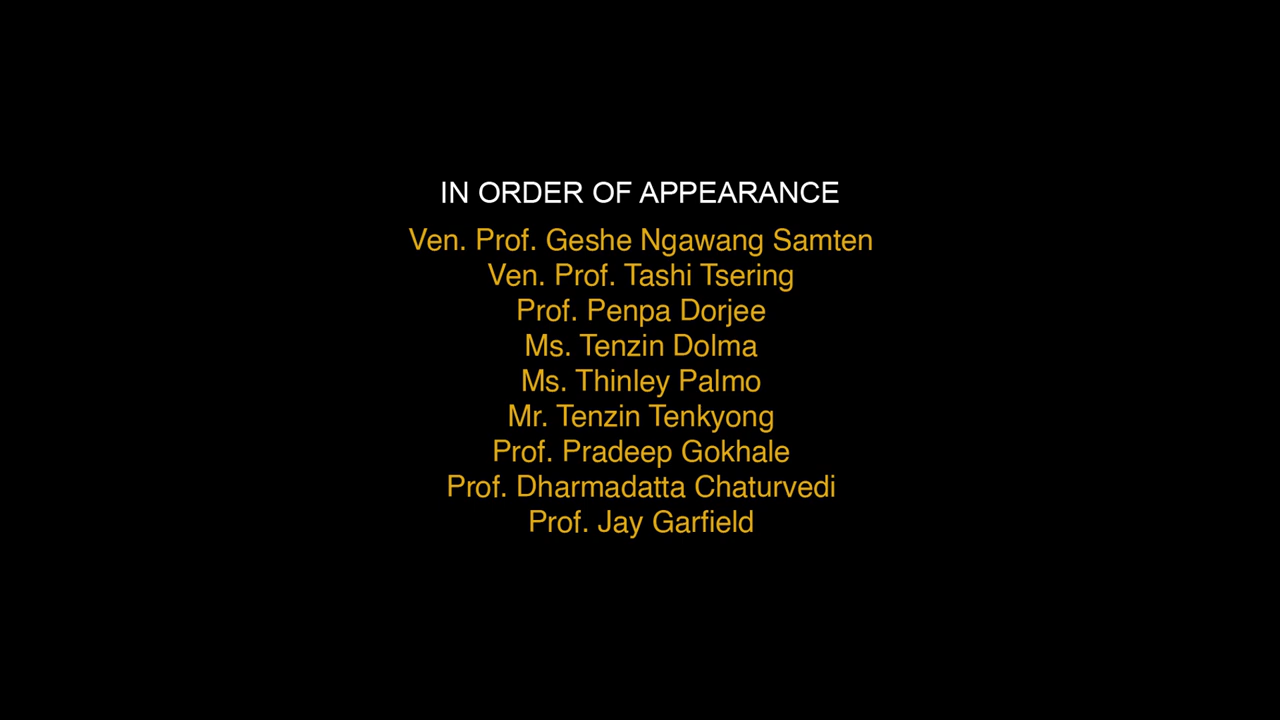 IN ORDER OF APPEARANCE
Ven. Prof. Geshe Ngawang Samten
Ven. Prof. Tashi Tsering
Prof. Penpa Dorjee
Ms. Tenzin Dolma
Ms. Thinley Palmo
Mr. Tenzin Tenkyong
Prof. Pradeep Gokhale
Prof. Dharmadatta Chaturvedi
Prof. Jay Garfield